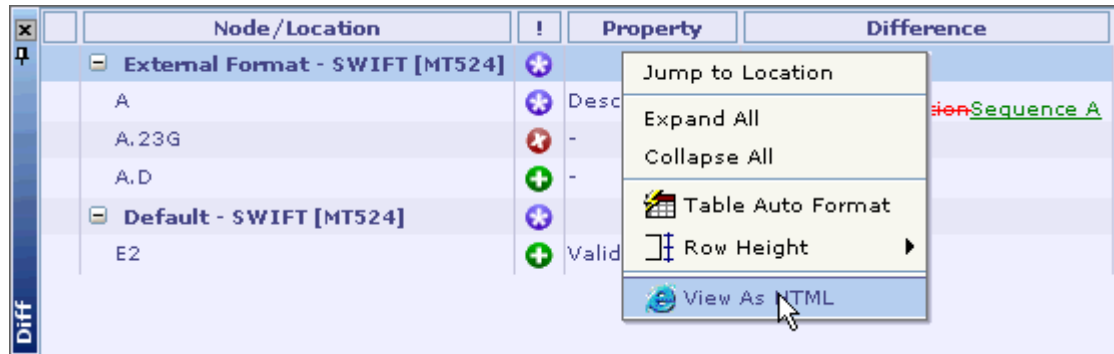 Node/Location ! Property Difference
External Format - SWIFT [MT524]
Jump to Location
A Desc ionSequence A
Expand All
A.23G -
Collapse All
A.D -
Table Auto Format
Default - SWIFT [MT524]
Row Height
E2 Valid
View As HTML
Diff